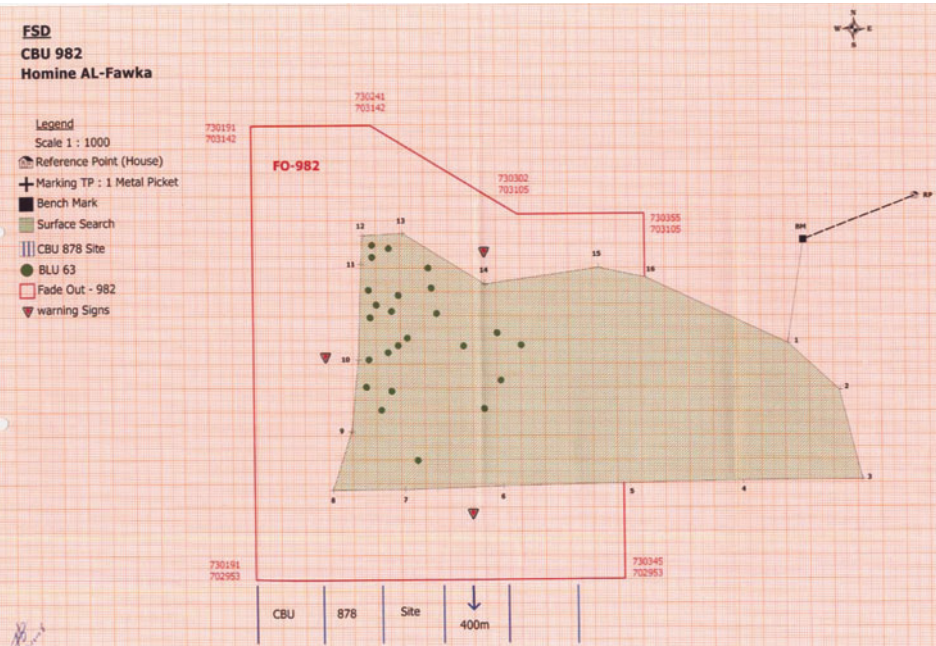 FSD
CBU 982
Homine AL-Fawka
N
W E
S
Legend
Scale 1 : 1000
Reference Point (House)
Marking TP : 1 Metal Picket
Bench Mark
Surface Search
CBU 878 Site
BLU 63
Fade Out - 982
warning Signs
730241
703142
730191
703142
FO-982
730302
703105
730355
703105
RP
BM
12
13
11
14
15
16
1
10
2
9
8
7
6
5
4
3
730191
702953
730345
702953
CBU
878
Site
400m